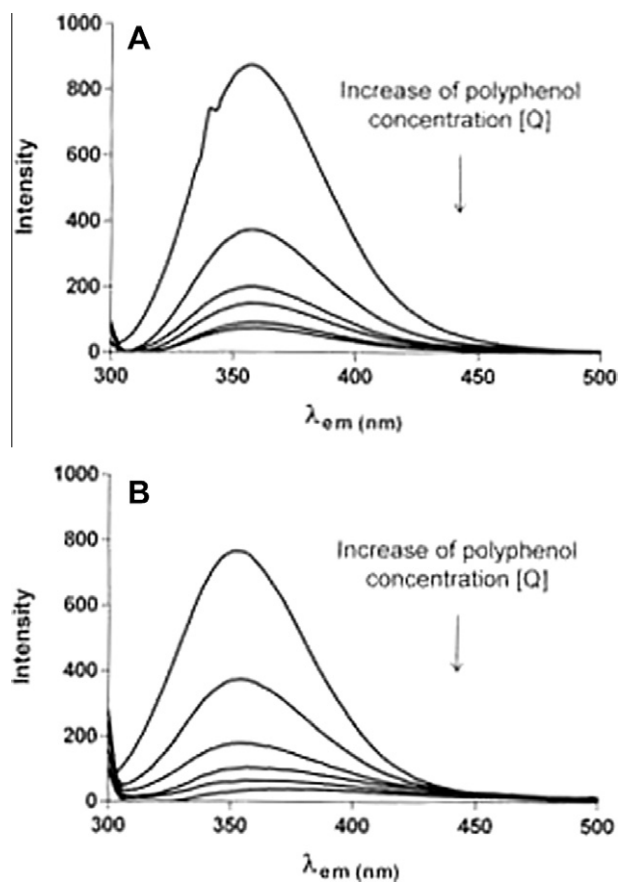 A
1000
800
600
400
200
0
Intensity
Increase of polyphenol
concentration [Q]
300 350 400 450 500
λem (nm)
B
1000
800
600
400
200
0
Intensity
Increase of polyphenol
concentration [Q]
300 350 400 450 500
λem (nm)